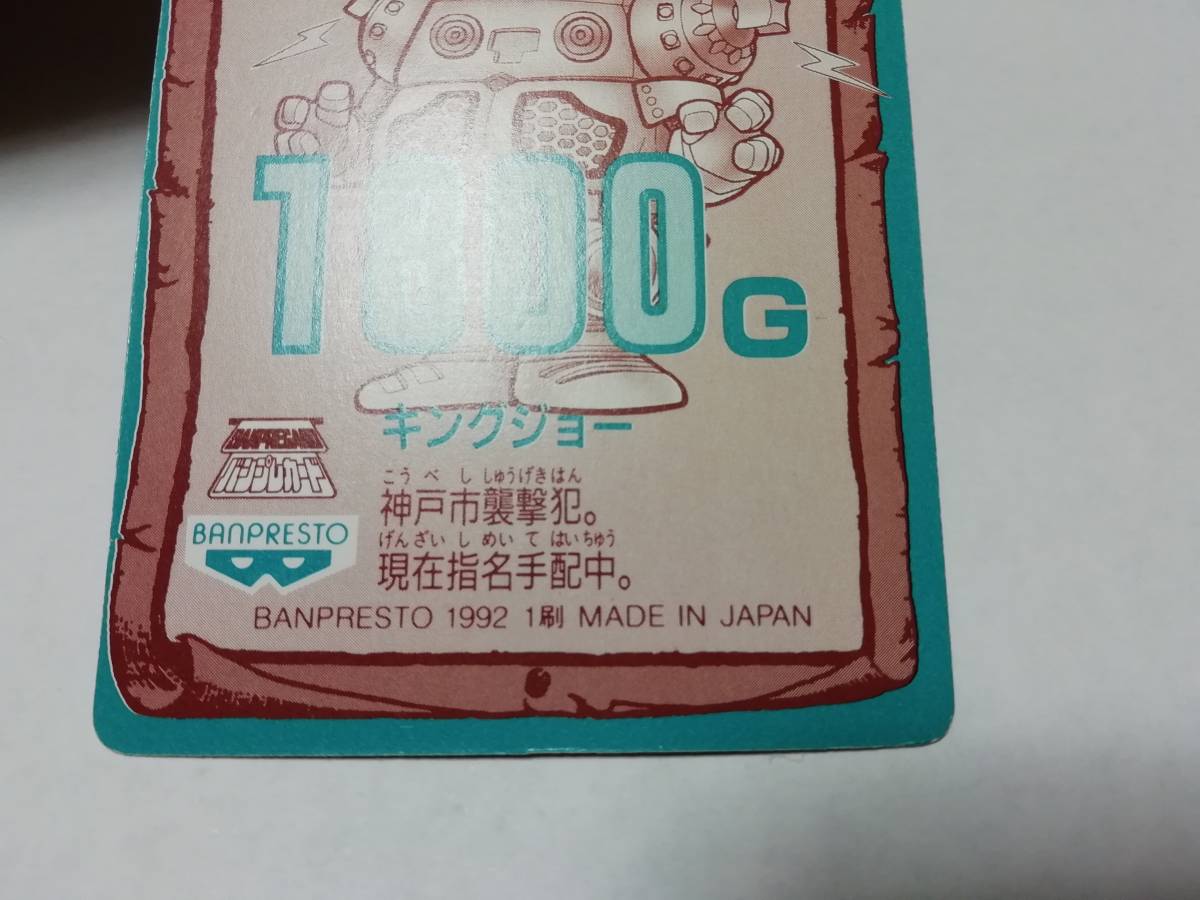 1000G
キングジョー
BANPRECARD
バンプレカード
BANPRESTO
こうべししゅうげきはん
神戸市襲撃犯。
げんざいしめいてはいちゅう
現在指名手配中。
BANPRESTO 1992 1刷 MADE IN JAPAN